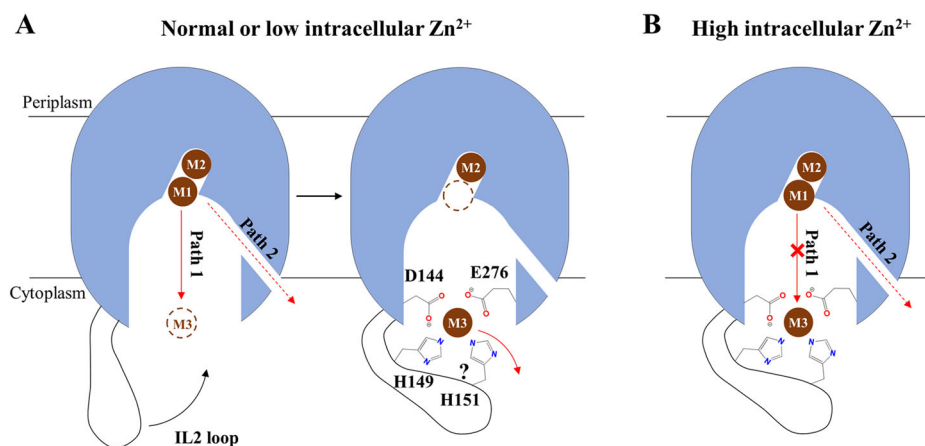 A
Normal or low intracellular Zn²⁺
B
High intracellular Zn²⁺
Periplasm
Cytoplasm
M2
M1
Path 1
Path 2
M3
IL2 loop
M2
D144
E276
O
O
⊖
O
O
⊖
M3
N
N
N
N
?
H149
H151
M2
M1
Path 1
Path 2
O
O
⊖
O
O
⊖
M3
N
N
N
N